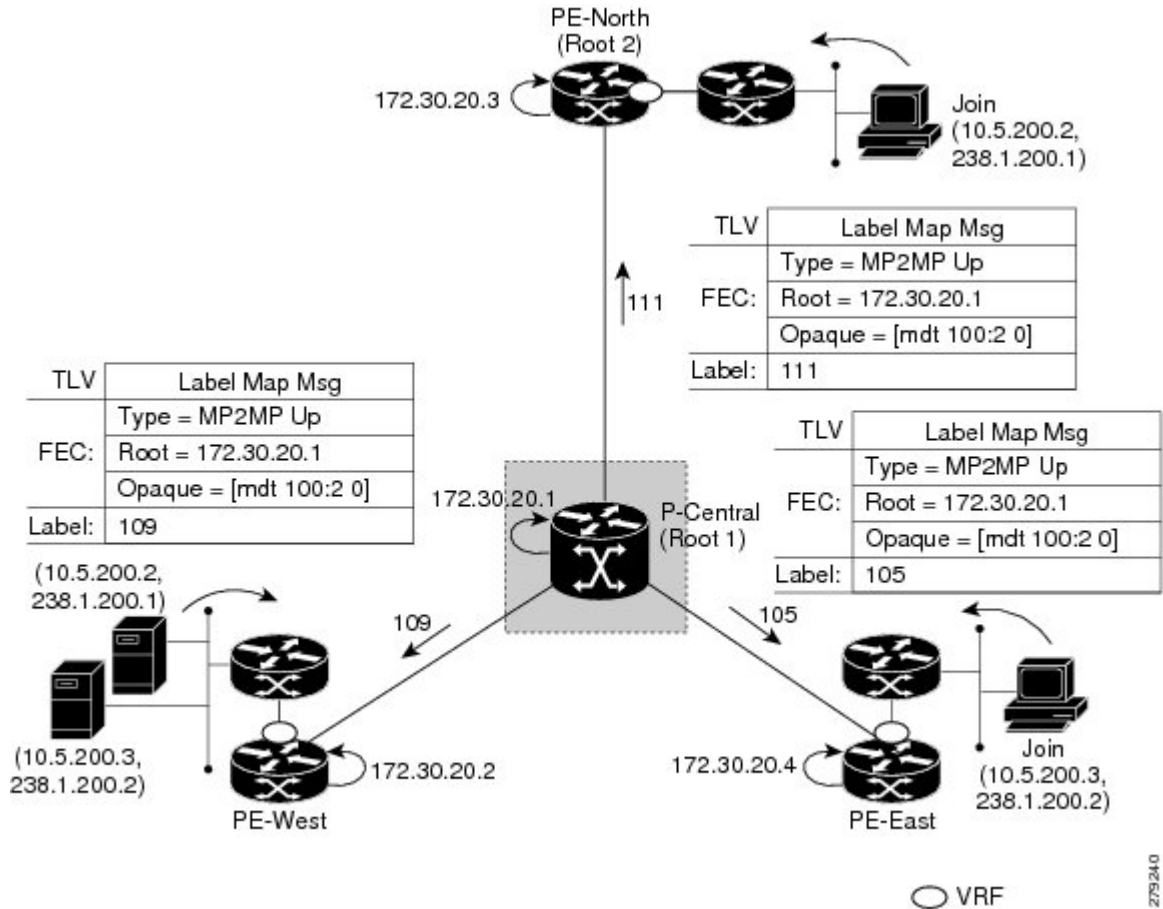 PE-North
(Root 2)
172.30.20.3
Join
(10.5.200.2,
238.1.200.1)
TLV Label Map Msg
FEC: Type = MP2MP Up
Root = 172.30.20.1
Opaque = [mdt 100:2 0]
Label: 111
111
TLV Label Map Msg
FEC: Type = MP2MP Up
Root = 172.30.20.1
Opaque = [mdt 100:2 0]
Label: 109
TLV Label Map Msg
FEC: Type = MP2MP Up
Root = 172.30.20.1
Opaque = [mdt 100:2 0]
Label: 105
172.30.20.1
P-Central
(Root 1)
(10.5.200.2,
238.1.200.1)
109
105
(10.5.200.3,
238.1.200.2)
172.30.20.2
PE-West
172.30.20.4
PE-East
Join
(10.5.200.3,
238.1.200.2)
VRF
279240